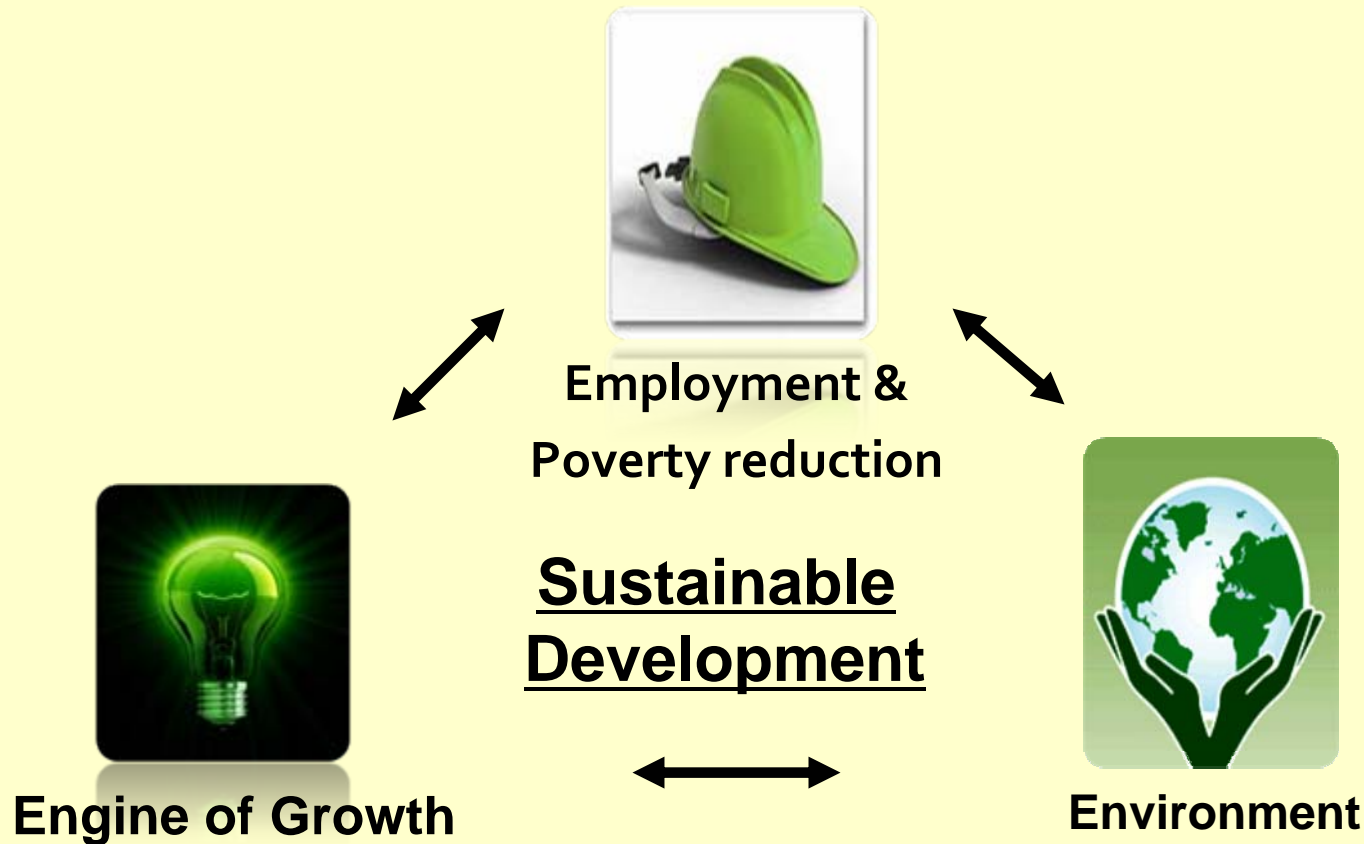 Employment &
Poverty reduction
Sustainable
Development
Engine of Growth
Environment